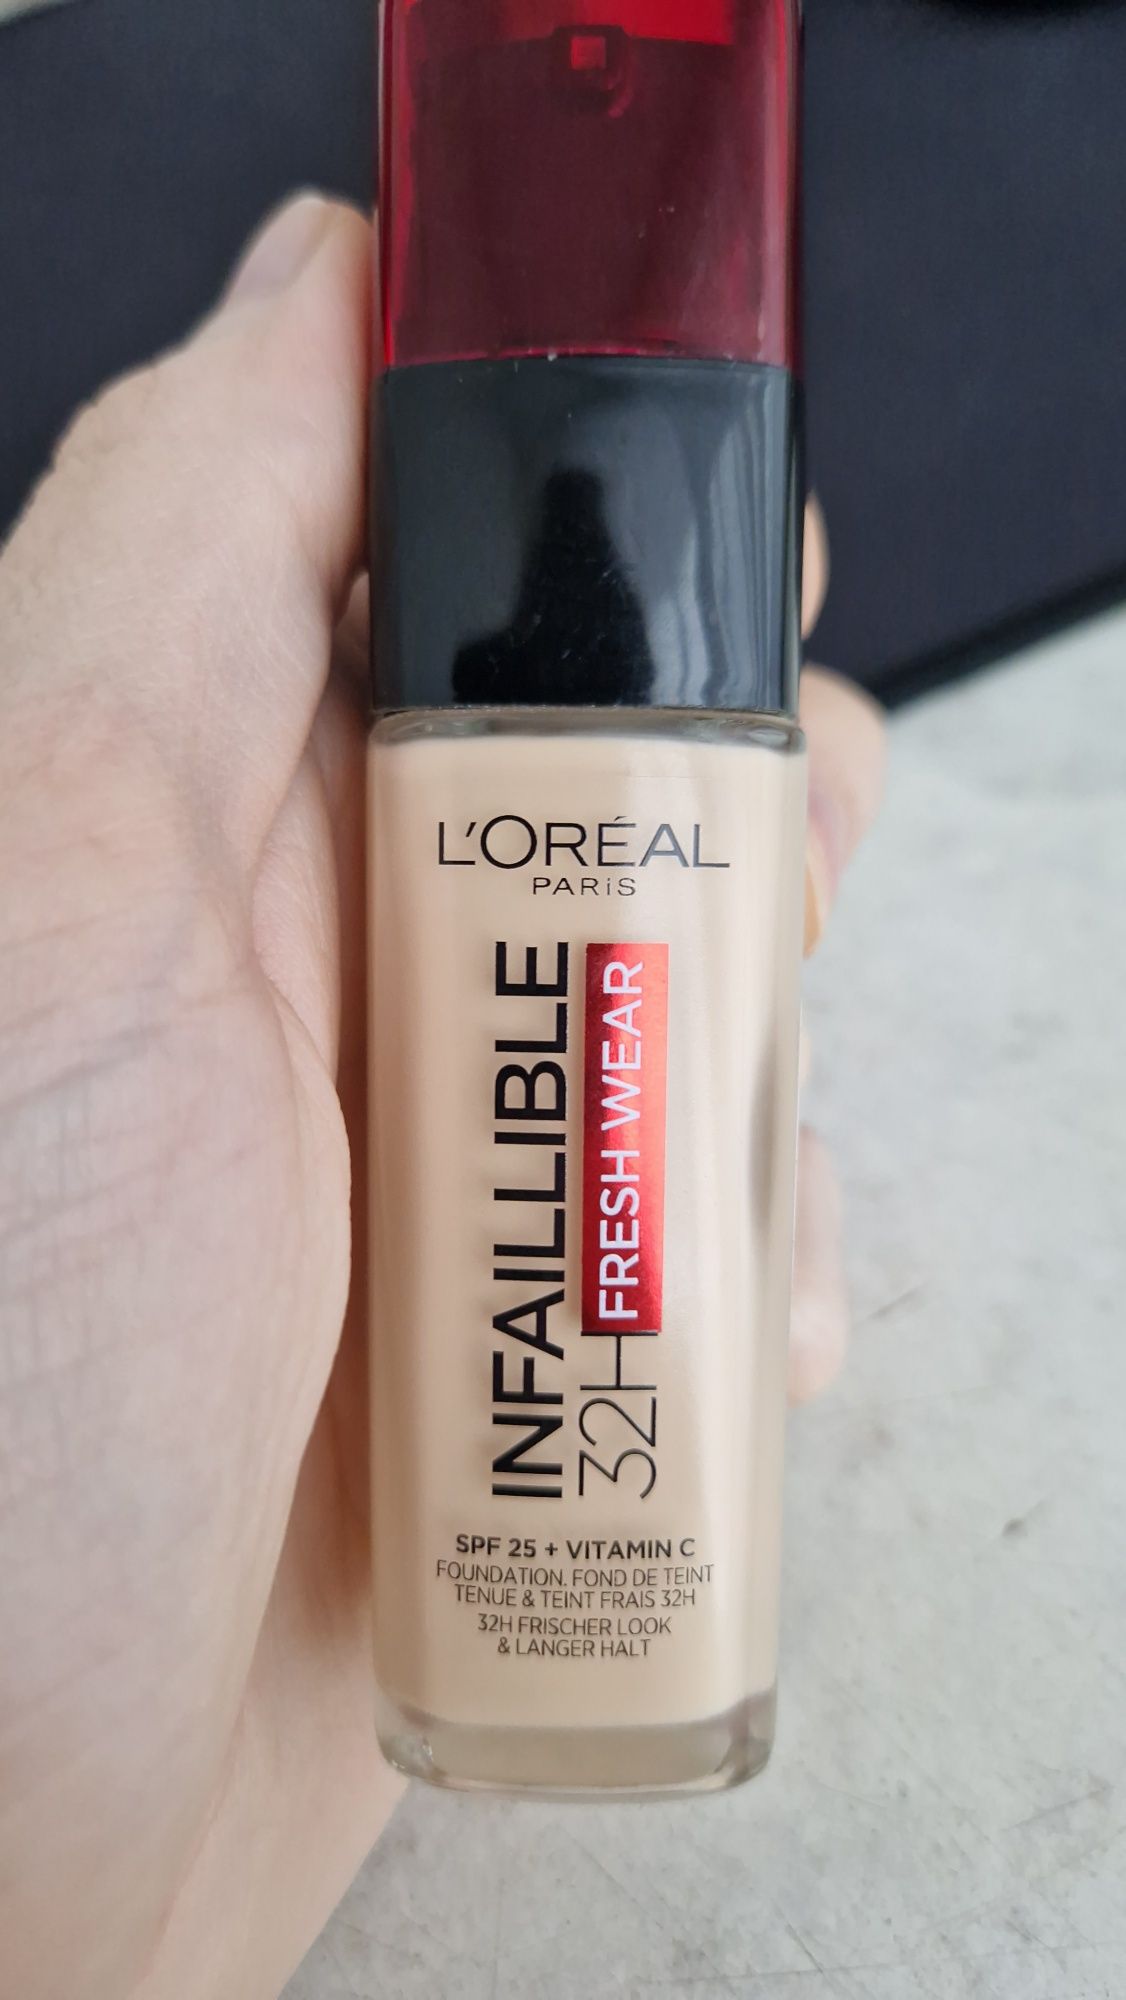 L'ORÉAL
PARiS
INFAILLIBLE
32H FRESH WEAR
SPF 25 + VITAMIN C
FOUNDATION. FOND DE TEINT
TENUE & TEINT FRAIS 32H
32H FRISCHER LOOK
& LANGER HALT